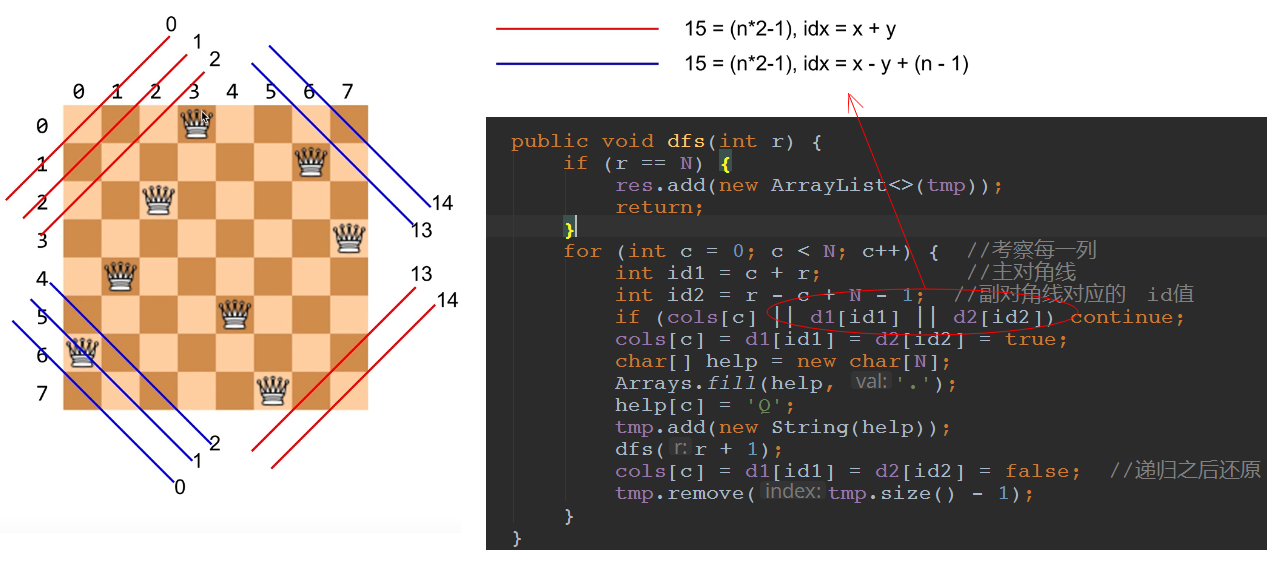 0
1
2
0 1 2 3 4 5 6 7
0
1
2
3
4
5
6
7
14
13
13
14
2
1
0
15 = (n*2-1), idx = x + y
15 = (n*2-1), idx = x - y + (n - 1)
public void dfs(int r) {
if (r == N) {
res.add(new ArrayList<>(tmp));
return;
}
for (int c = 0; c < N; c++) {  //考察每一列
int id1 = c + r;  //主对角线
int id2 = r - c + N - 1;  //副对角线对应的 id值
if (cols[c] || d1[id1] || d2[id2]) continue;
cols[c] = d1[id1] = d2[id2] = true;
char[] help = new char[N];
Arrays.fill(help, val: '.');
help[c] = 'Q';
tmp.add(new String(help));
dfs( r: r + 1);
cols[c] = d1[id1] = d2[id2] = false;  //递归之后还原
tmp.remove( index: tmp.size() - 1);
}
}